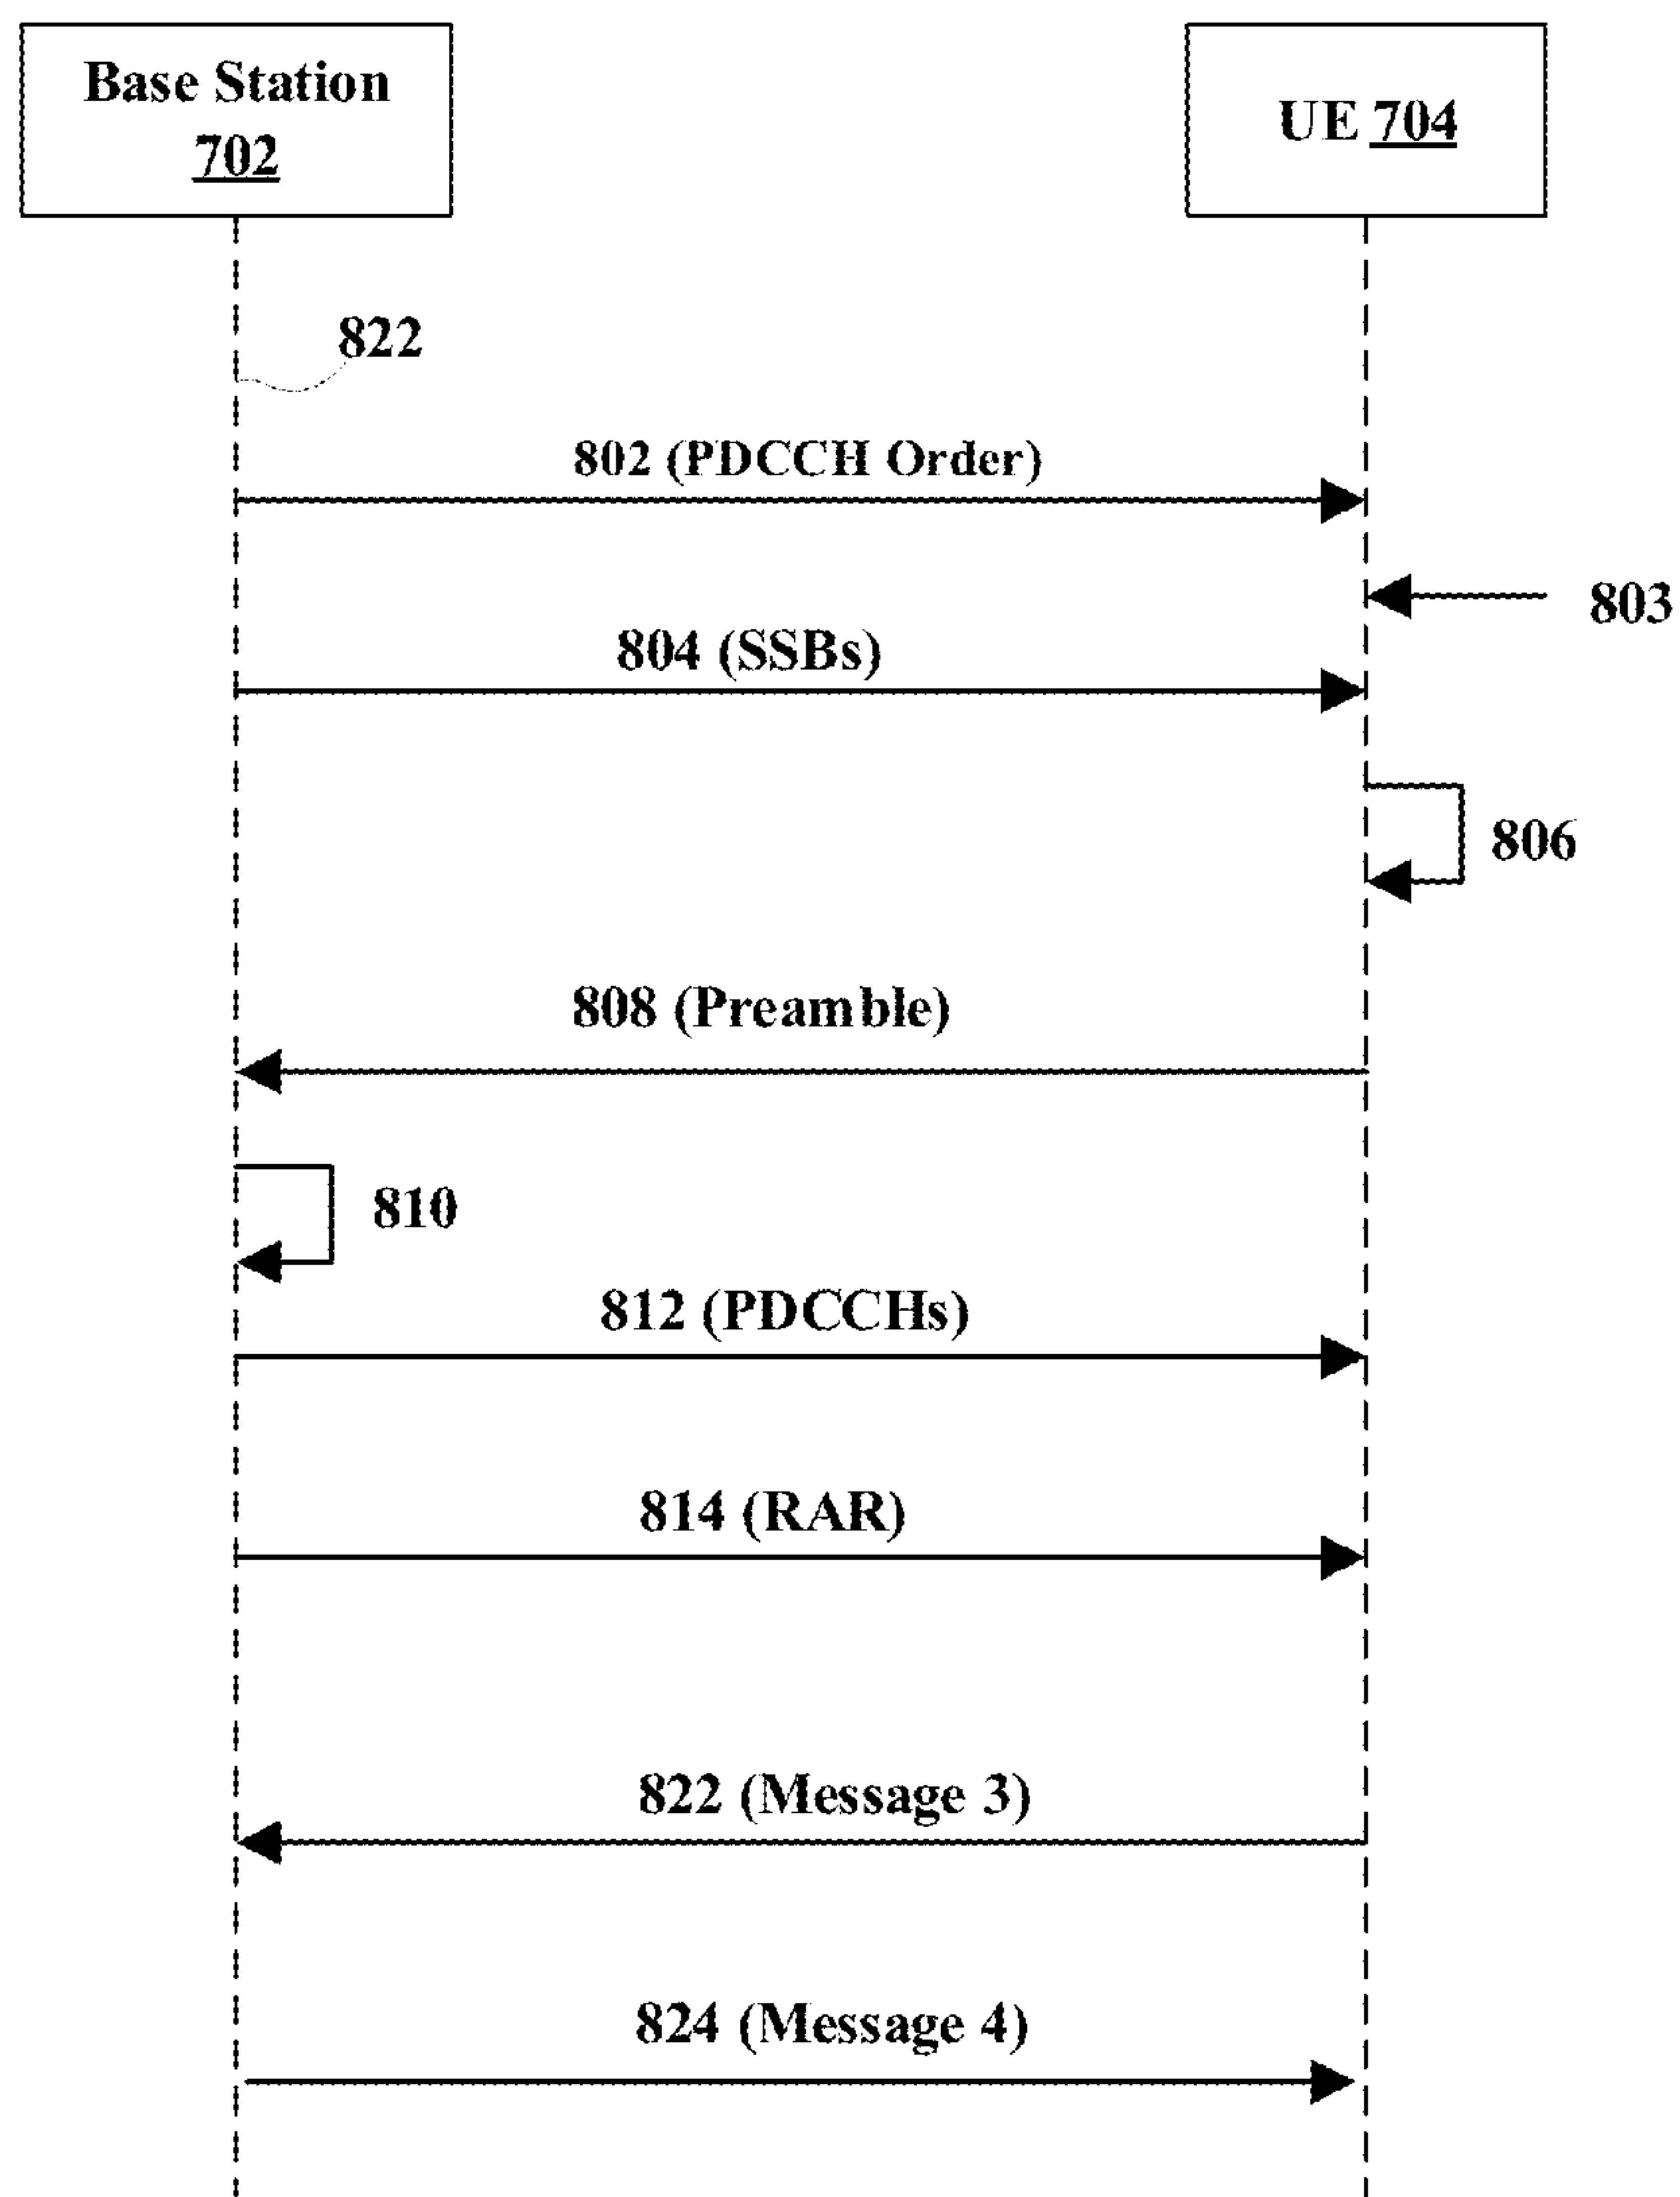 Base Station
702
UE 704
822
802 (PDCCH Order)
803
804 (SSBs)
806
808 (Preamble)
810
812 (PDCCHs)
814 (RAR)
822 (Message 3)
824 (Message 4)